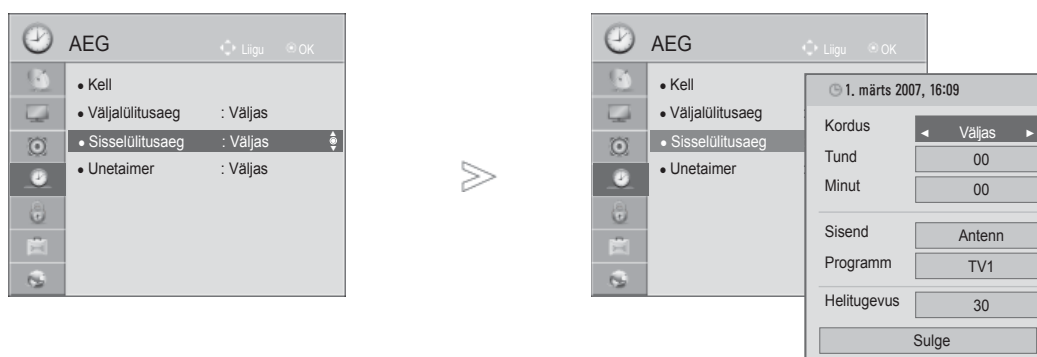 AEG Liigu OK
• Kell
• Väljalülitusaeg : Väljas
• Sisselülitusaeg : Väljas
• Unetaimer : Väljas
AEG Liigu OK
• Kell
• Väljalülitusaeg :
• Sisselülitusaeg
• Unetaimer :
1. märts 2007, 16:09
Kordus ◄ Väljas ►
Tund 00
Minut 00
Sisend Antenn
Programm TV1
Helitugevus 30
Sulge